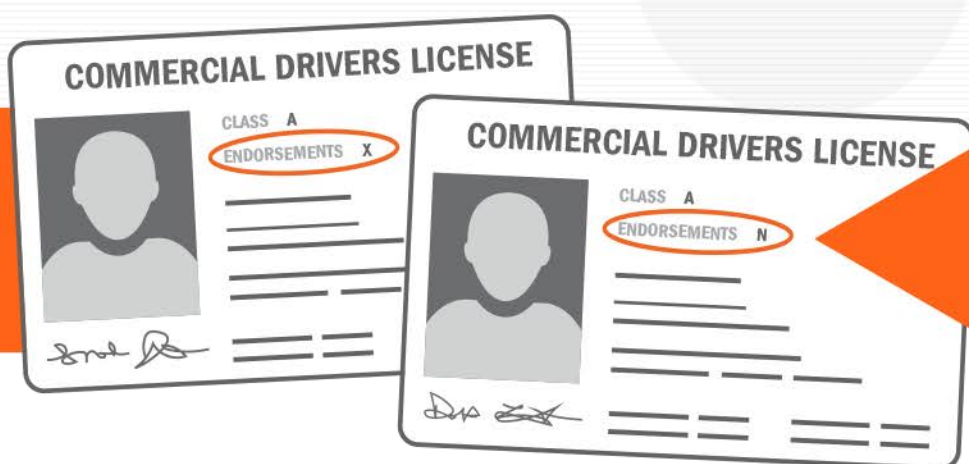 COMMERCIAL DRIVERS LICENSE
CLASS A
ENDORSEMENTS X
COMMERCIAL DRIVERS LICENSE
CLASS A
ENDORSEMENTS N